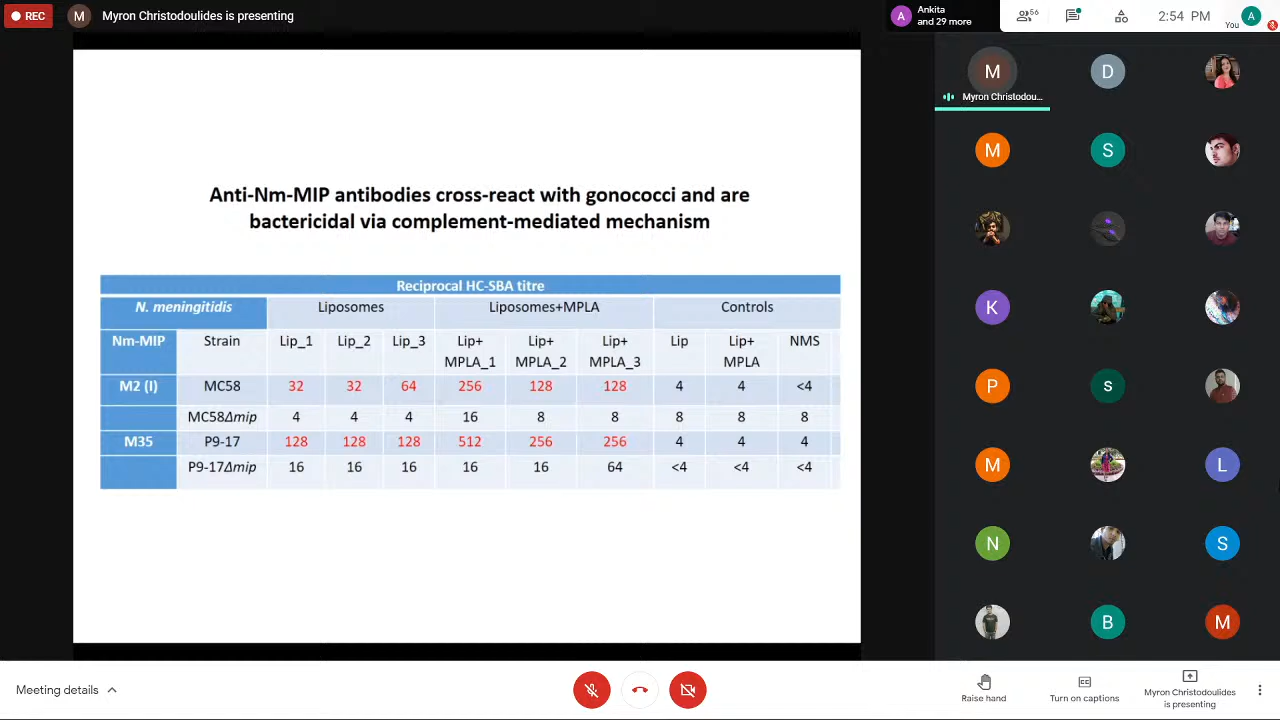 REC
M
Myron Christodoulides is presenting
A
Ankita
and 29 more
56
2:54 PM
A
You
M
D
Myron Christodou...
M
S
K
P
s
M
L
N
S
B
M
Anti-Nm-MIP antibodies cross-react with gonococci and are
bactericidal via complement-mediated mechanism
Reciprocal HC-SBA titre
N. meningitidis Liposomes Liposomes+MPLA Controls
Nm-MIP Strain Lip_1 Lip_2 Lip_3 Lip+ MPLA_1 Lip+ MPLA_2 Lip+ MPLA_3 Lip Lip+ MPLA NMS
M2 (I) MC58 32 32 64 256 128 128 4 4 <4
MC58Δmip 4 4 4 16 8 8 8 8 8
M35 P9-17 128 128 128 512 256 256 4 4 4
P9-17Δmip 16 16 16 16 16 64 <4 <4 <4
Meeting details
Raise hand
Turn on captions
Myron Christodoulides
is presenting